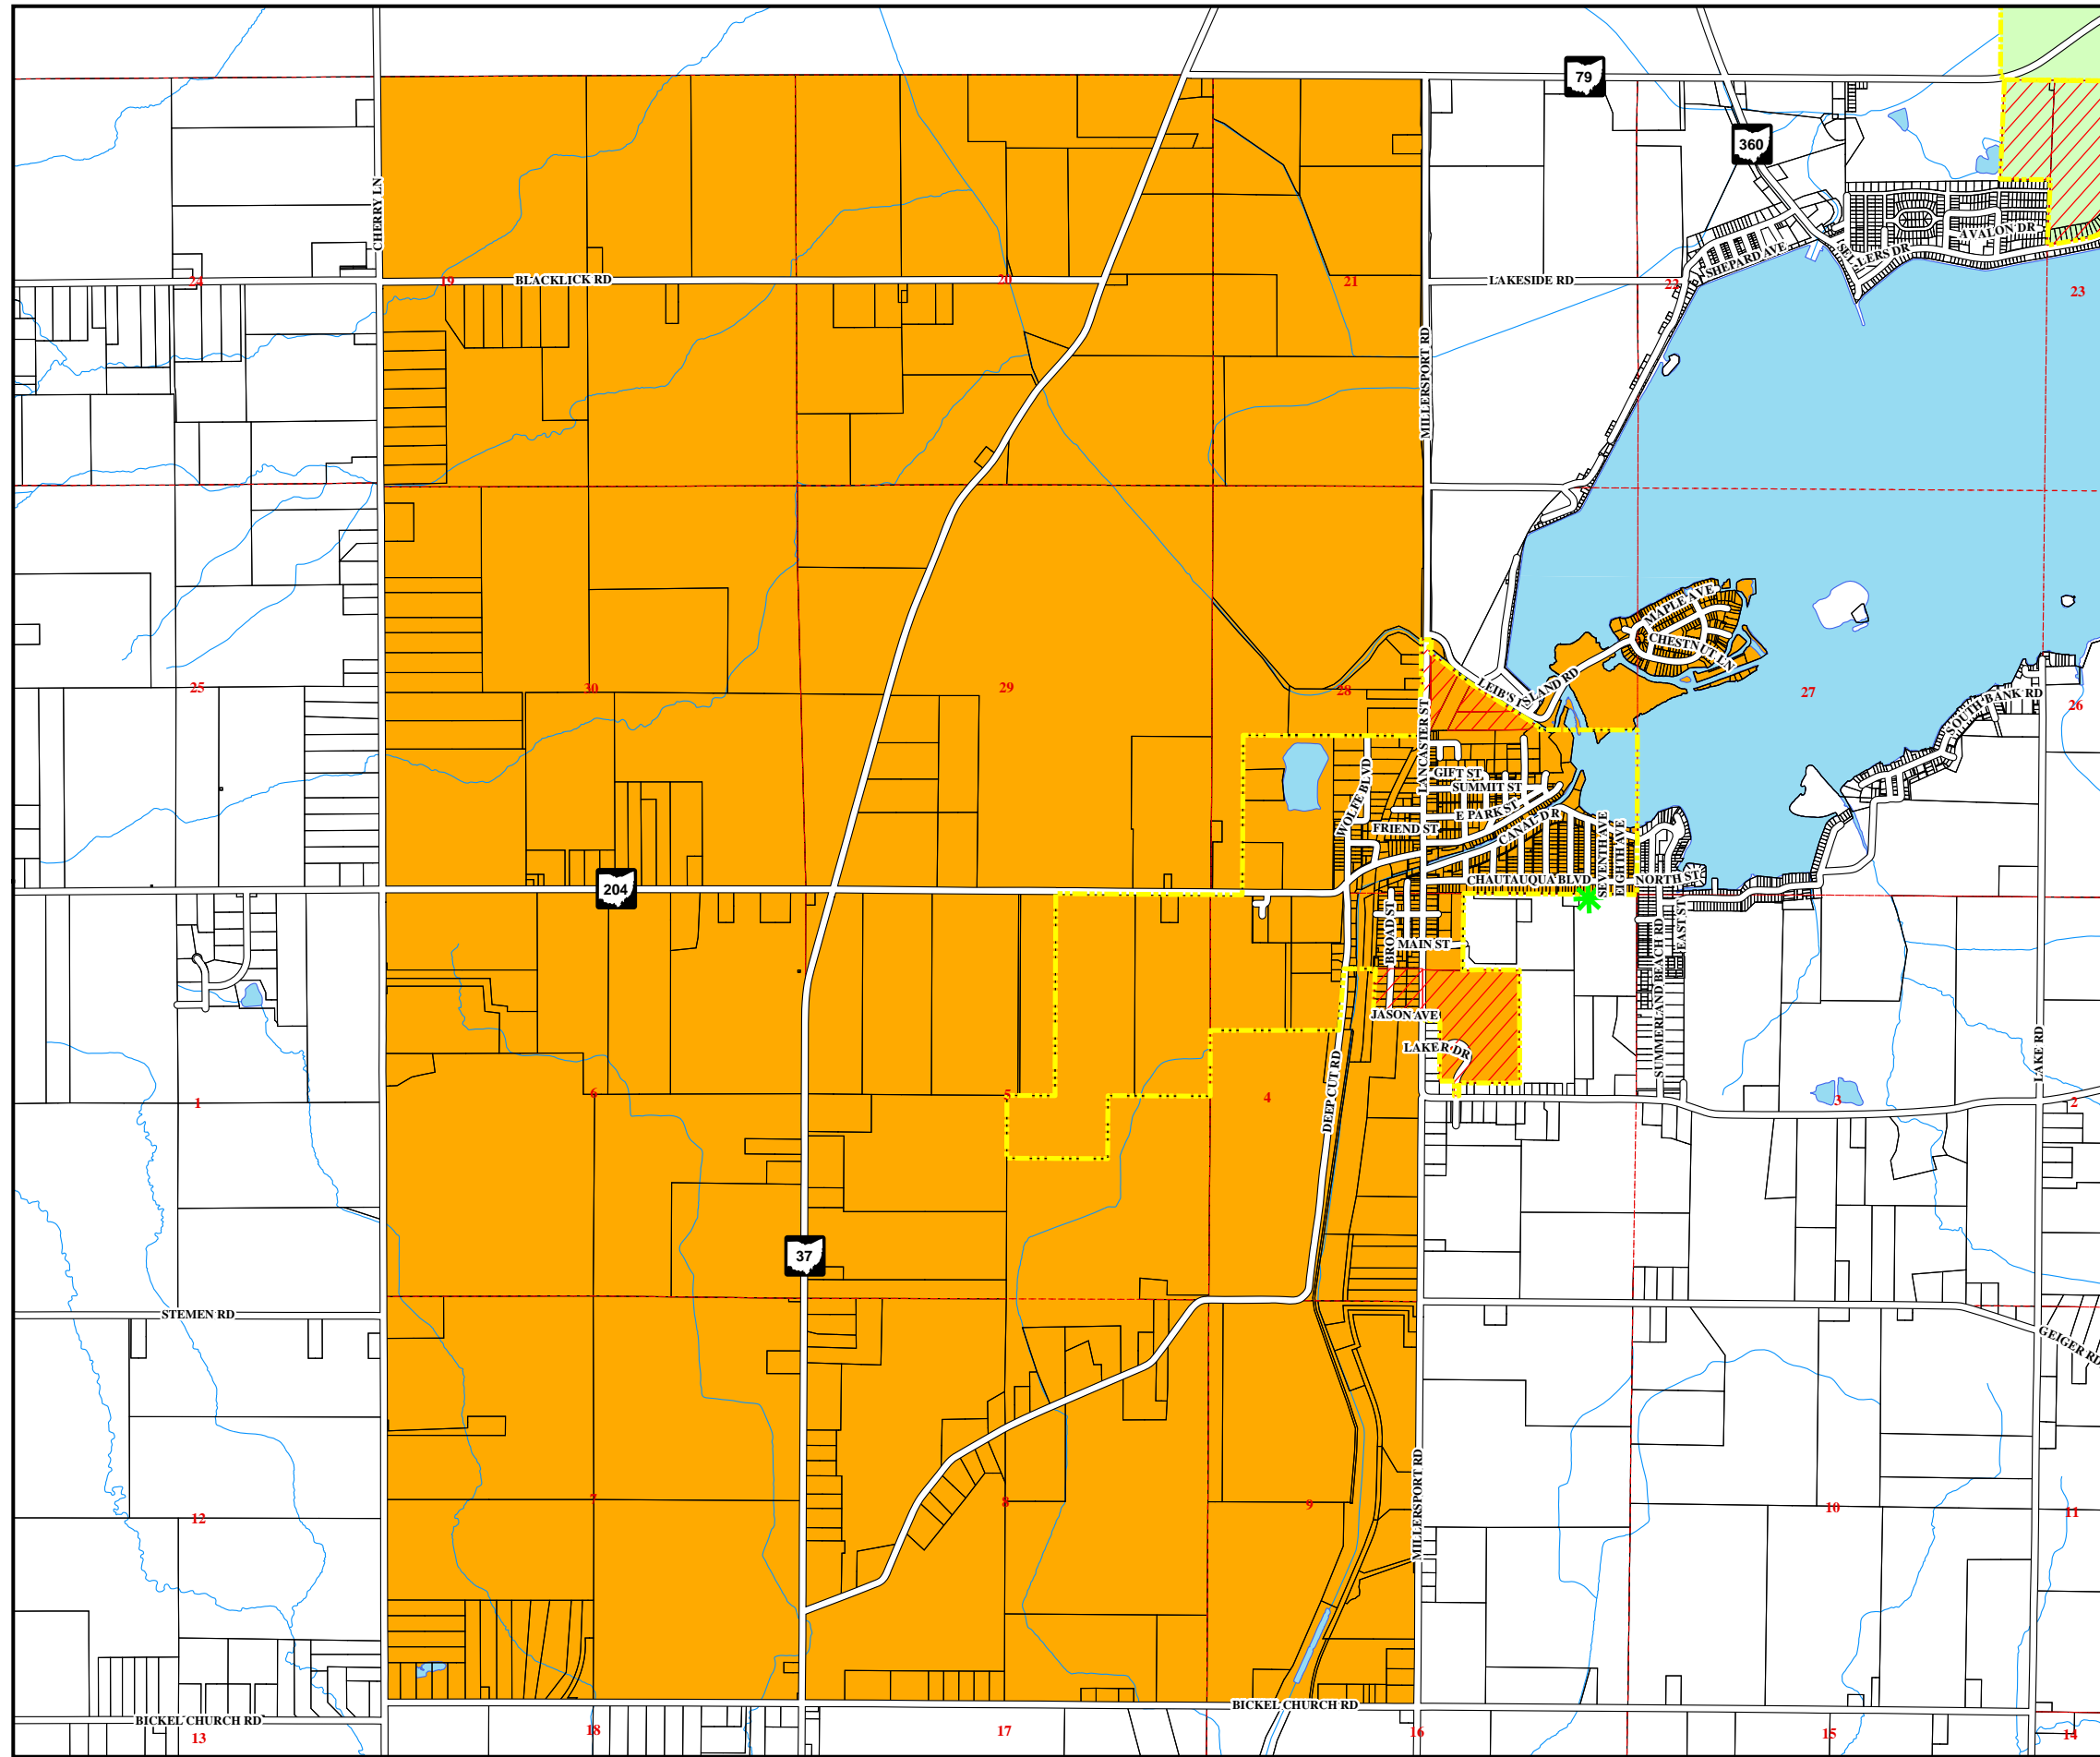 79
360
CHERRY LN
AVALON DR
SHEPARD AVE
24
19
BLACKLICK RD
20
21
LAKESIDE RD
22
23
MILLERSPORT RD
MAPLE AVE
CHESTNUT LN
25
30
29
28
LEIB'S ISLAND RD
27
SOUTH BANK RD
26
LANCASTER ST
WOLFE BLVD
GIFT ST
SUMMIT ST
E PARK ST
FRIEND ST
CANAL DR
SEVENTH AVE
EIGHTH AVE
204
CHAUTAUQUA BLVD
NORTH ST
BROAD ST
MAIN ST
EAST ST
SUMMERLAND BEACH RD
JASON AVE
LAKER DR
LAKE RD
DEEP CUT RD
1
6
5
4
3
2
37
STEMEN RD
GEIGER RD
MILLERSPORT RD
12
7
8
9
10
11
BICKEL CHURCH RD
BICKEL CHURCH RD
13
18
17
16
15
14